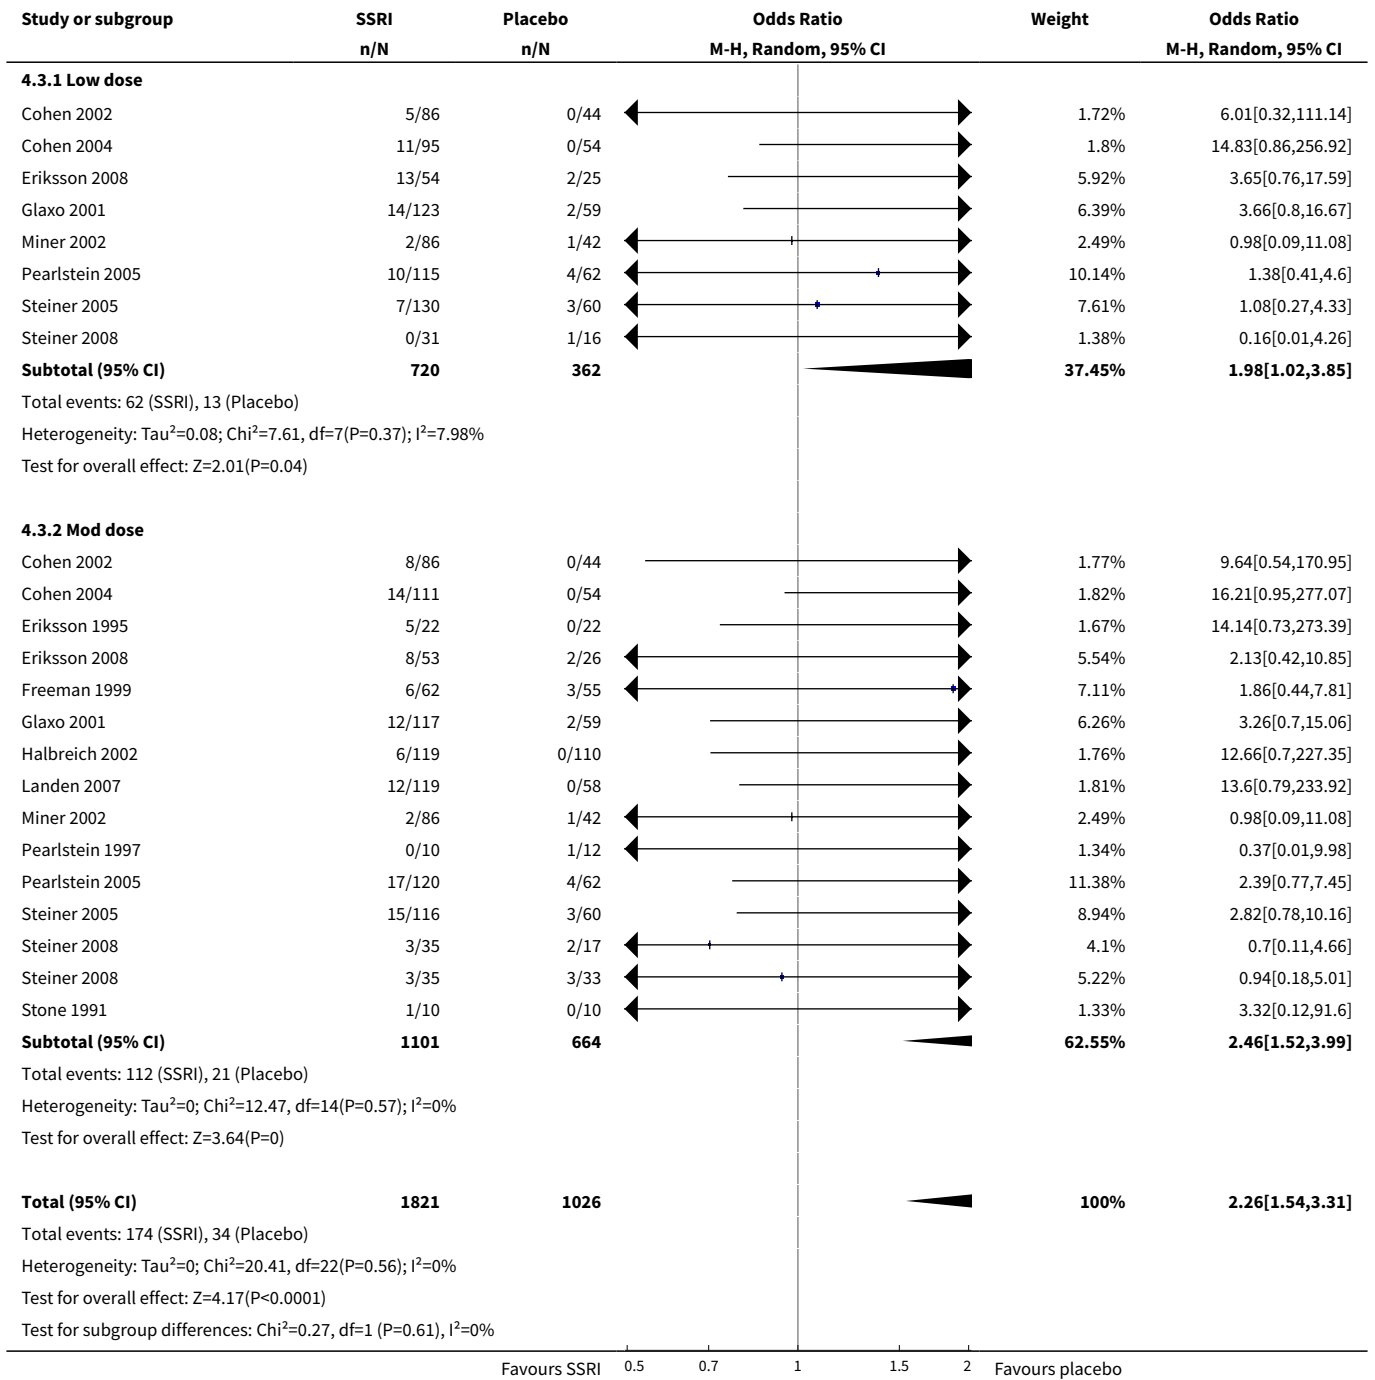 Study or subgroup SSRI Placebo Odds Ratio Weight Odds Ratio
n/N n/N M-H, Random, 95% CI M-H, Random, 95% CI
4.3.1 Low dose
Cohen 2002 5/86 0/44 1.72% 6.01[0.32,111.14]
Cohen 2004 11/95 0/54 1.8% 14.83[0.86,256.92]
Eriksson 2008 13/54 2/25 5.92% 3.65[0.76,17.59]
Glaxo 2001 14/123 2/59 6.39% 3.66[0.8,16.67]
Miner 2002 2/86 1/42 2.49% 0.98[0.09,11.08]
Pearlstein 2005 10/115 4/62 10.14% 1.38[0.41,4.6]
Steiner 2005 7/130 3/60 7.61% 1.08[0.27,4.33]
Steiner 2008 0/31 1/16 1.38% 0.16[0.01,4.26]
Subtotal (95% CI) 720 362 37.45% 1.98[1.02,3.85]
Total events: 62 (SSRI), 13 (Placebo)
Heterogeneity: Tau²=0.08; Chi²=7.61, df=7(P=0.37); I²=7.98%
Test for overall effect: Z=2.01(P=0.04)
4.3.2 Mod dose
Cohen 2002 8/86 0/44 1.77% 9.64[0.54,170.95]
Cohen 2004 14/111 0/54 1.82% 16.21[0.95,277.07]
Eriksson 1995 5/22 0/22 1.67% 14.14[0.73,273.39]
Eriksson 2008 8/53 2/26 5.54% 2.13[0.42,10.85]
Freeman 1999 6/62 3/55 7.11% 1.86[0.44,7.81]
Glaxo 2001 12/117 2/59 6.26% 3.26[0.7,15.06]
Halbreich 2002 6/119 0/110 1.76% 12.66[0.7,227.35]
Landen 2007 12/119 0/58 1.81% 13.6[0.79,233.92]
Miner 2002 2/86 1/42 2.49% 0.98[0.09,11.08]
Pearlstein 1997 0/10 1/12 1.34% 0.37[0.01,9.98]
Pearlstein 2005 17/120 4/62 11.38% 2.39[0.77,7.45]
Steiner 2005 15/116 3/60 8.94% 2.82[0.78,10.16]
Steiner 2008 3/35 2/17 4.1% 0.7[0.11,4.66]
Steiner 2008 3/35 3/33 5.22% 0.94[0.18,5.01]
Stone 1991 1/10 0/10 1.33% 3.32[0.12,91.6]
Subtotal (95% CI) 1101 664 62.55% 2.46[1.52,3.99]
Total events: 112 (SSRI), 21 (Placebo)
Heterogeneity: Tau²=0; Chi²=12.47, df=14(P=0.57); I²=0%
Test for overall effect: Z=3.64(P=0)
Total (95% CI) 1821 1026 100% 2.26[1.54,3.31]
Total events: 174 (SSRI), 34 (Placebo)
Heterogeneity: Tau²=0; Chi²=20.41, df=22(P=0.56); I²=0%
Test for overall effect: Z=4.17(P<0.0001)
Test for subgroup differences: Chi²=0.27, df=1 (P=0.61), I²=0%
Favours SSRI 0.5 0.7 1 1.5 2 Favours placebo